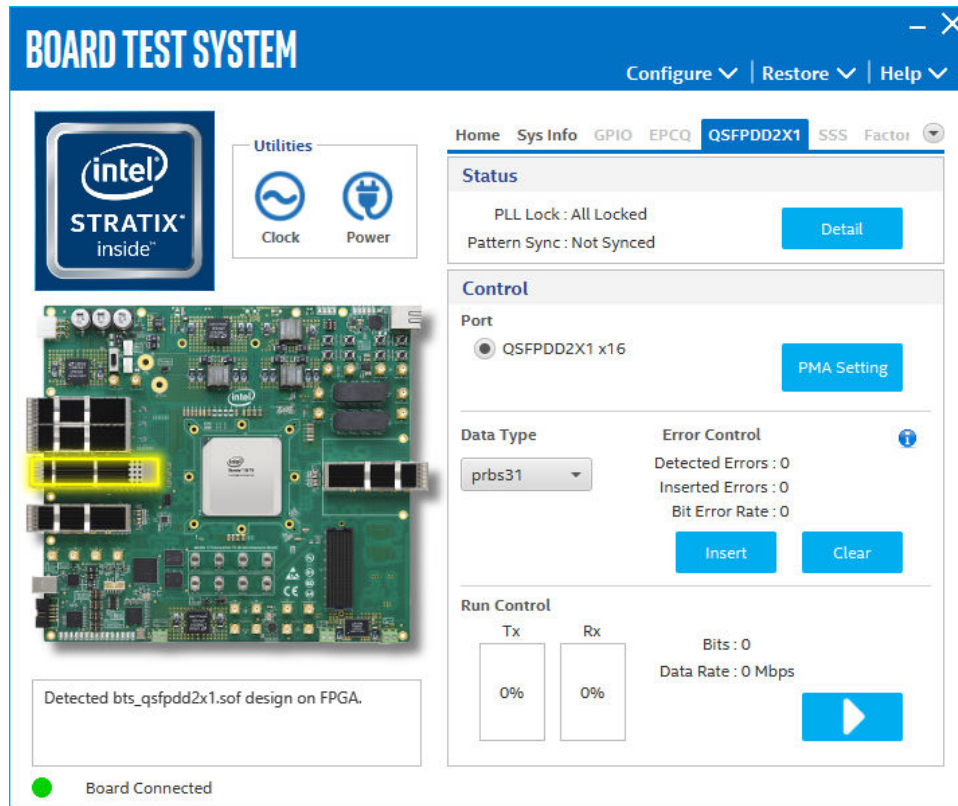 BOARD TEST SYSTEM
Configure | Restore | Help
intel
STRATIX
inside™
Utilities
Clock
Power
Home Sys Info GPIO EPCQ QSFPDD2X1 SSS Factor
Status
PLL Lock : All Locked
Pattern Sync : Not Synced
Detail
Control
Port
QSFPDD2X1 x16
PMA Setting
Data Type
prbs31
Error Control
Detected Errors : 0
Inserted Errors : 0
Bit Error Rate : 0
Insert
Clear
Run Control
Tx
Rx
0%
0%
Bits : 0
Data Rate : 0 Mbps
intel
intel
Detected bts_qsfpdd2x1.sof design on FPGA.
Board Connected